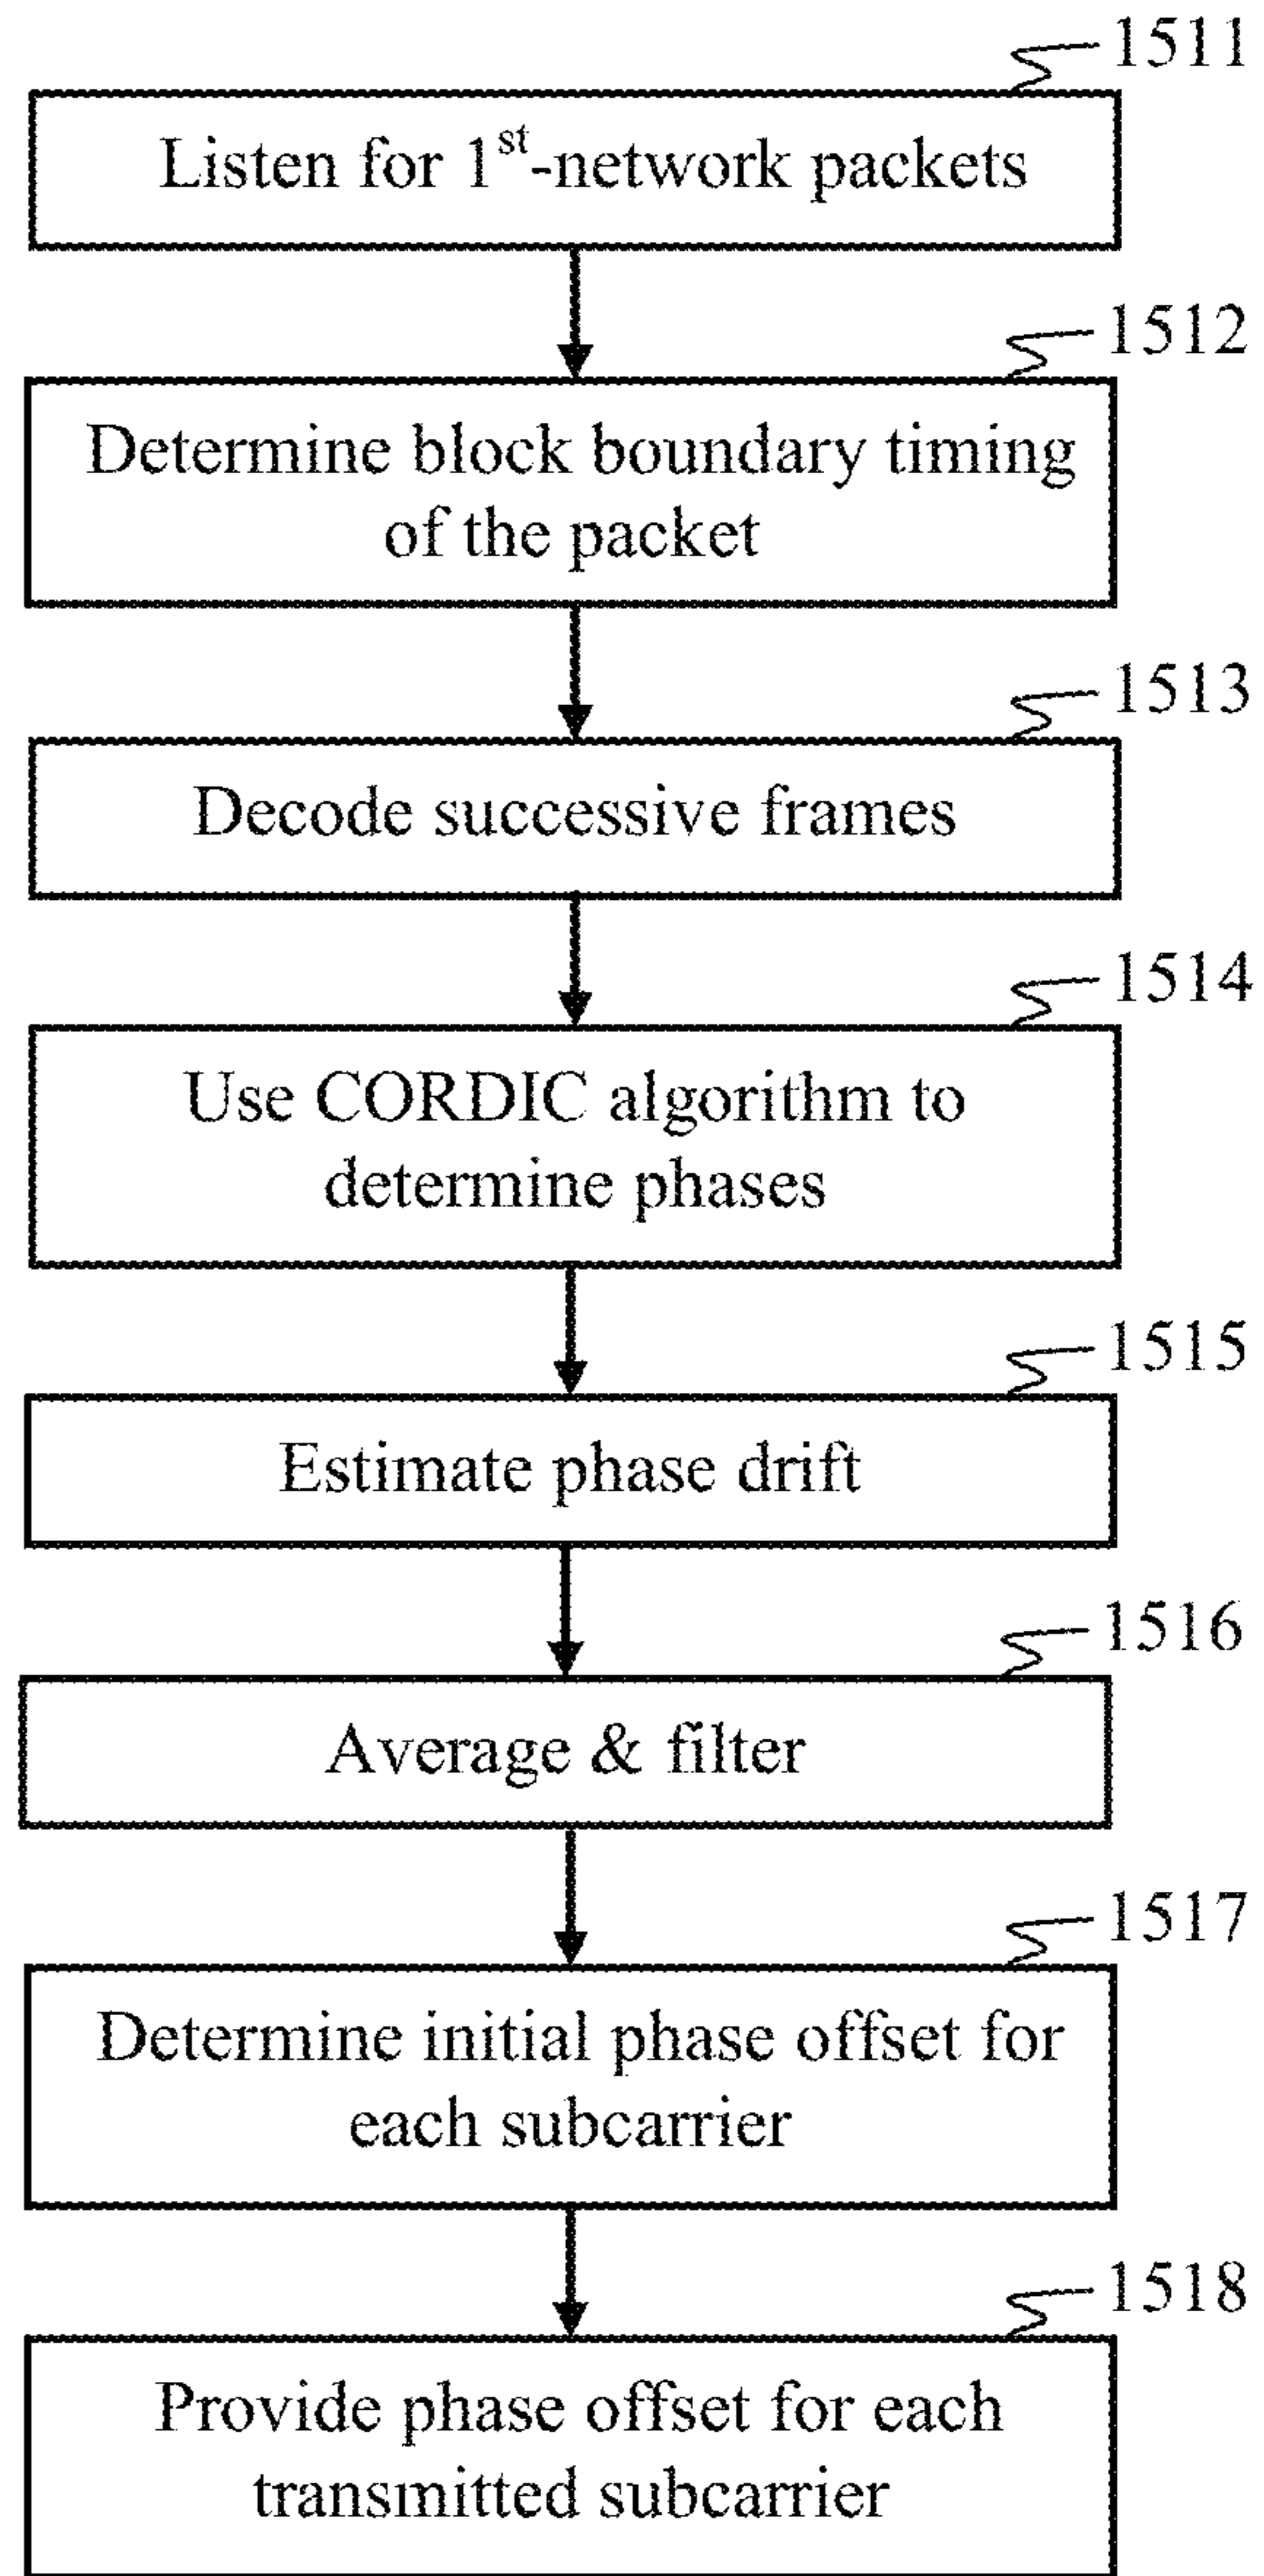 1511
Listen for 1st-network packets
1512
Determine block boundary timing
of the packet
1513
Decode successive frames
1514
Use CORDIC algorithm to
determine phases
1515
Estimate phase drift
1516
Average & filter
1517
Determine initial phase offset for
each subcarrier
1518
Provide phase offset for each
transmitted subcarrier